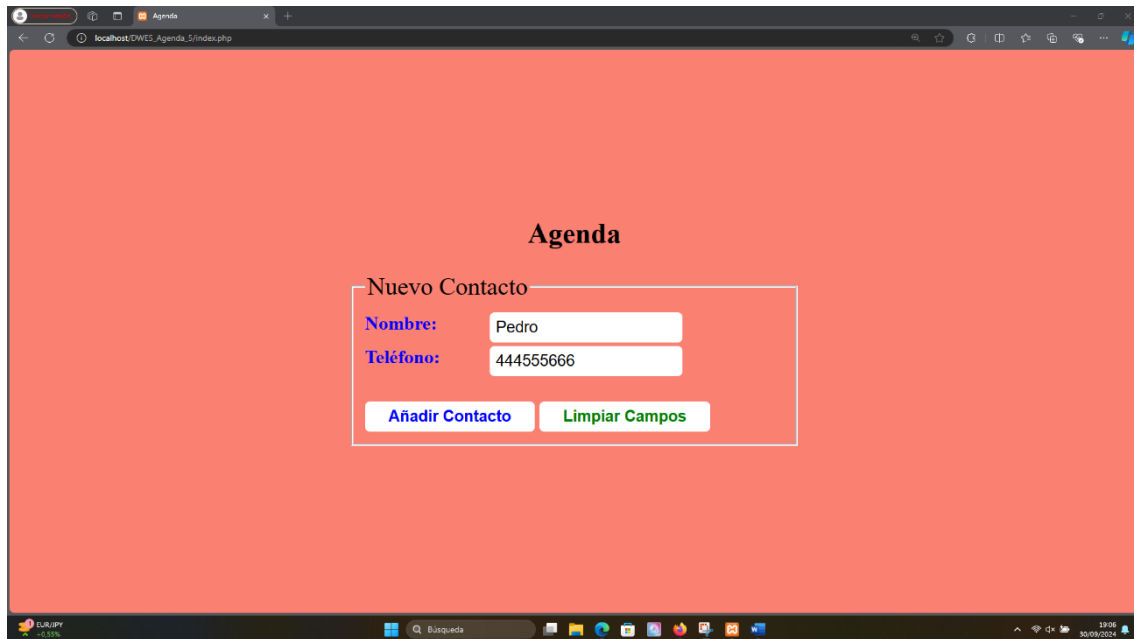 Agenda
localhost/DWES_Agenda_5/index.php
Agenda
Nuevo Contacto
Nombre:
Pedro
Teléfono:
444555666
Añadir Contacto
Limpiar Campos
EUR/JPY
-0,55%
Búsqueda
19:06
30/09/2024